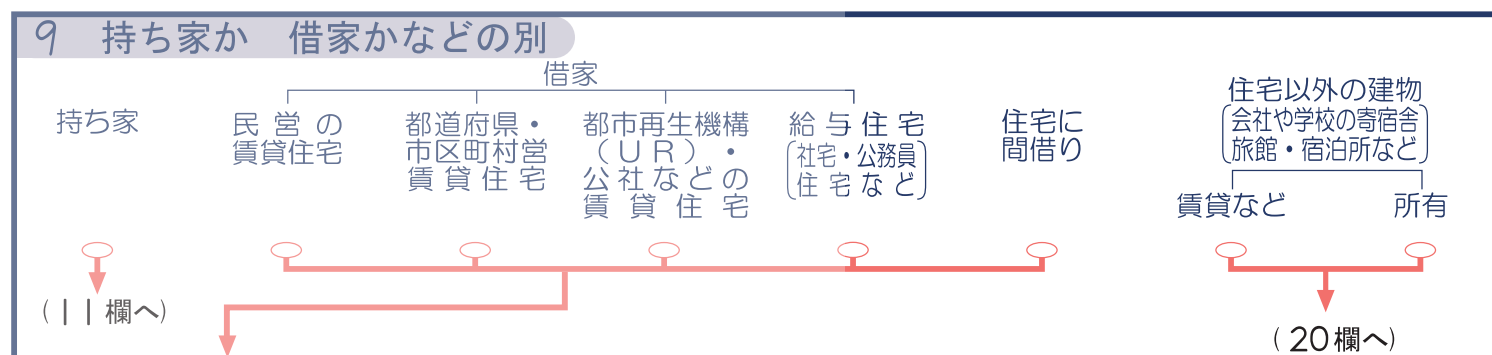 9 持ち家か 借家かなどの別
借家
持ち家
民営の
賃貸住宅
都道府県・
市区町村営
賃貸住宅
都市再生機構
（ＵＲ）・
公社などの
賃貸住宅
給与住宅
社宅・公務員
住宅など
住宅に
間借り
住宅以外の建物
会社や学校の寄宿舎
旅館・宿泊所など
賃貸など
所有
(11欄へ)
(20欄へ)